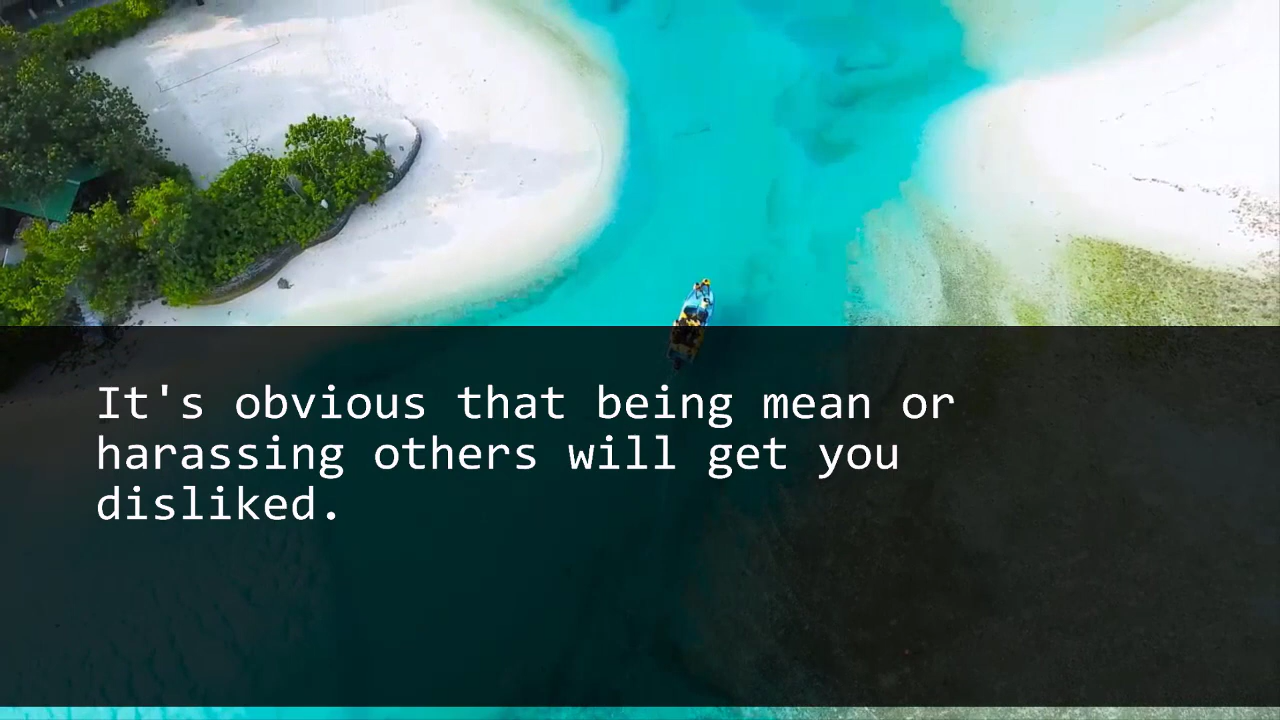 It's obvious that being mean or
harassing others will get you
disliked.